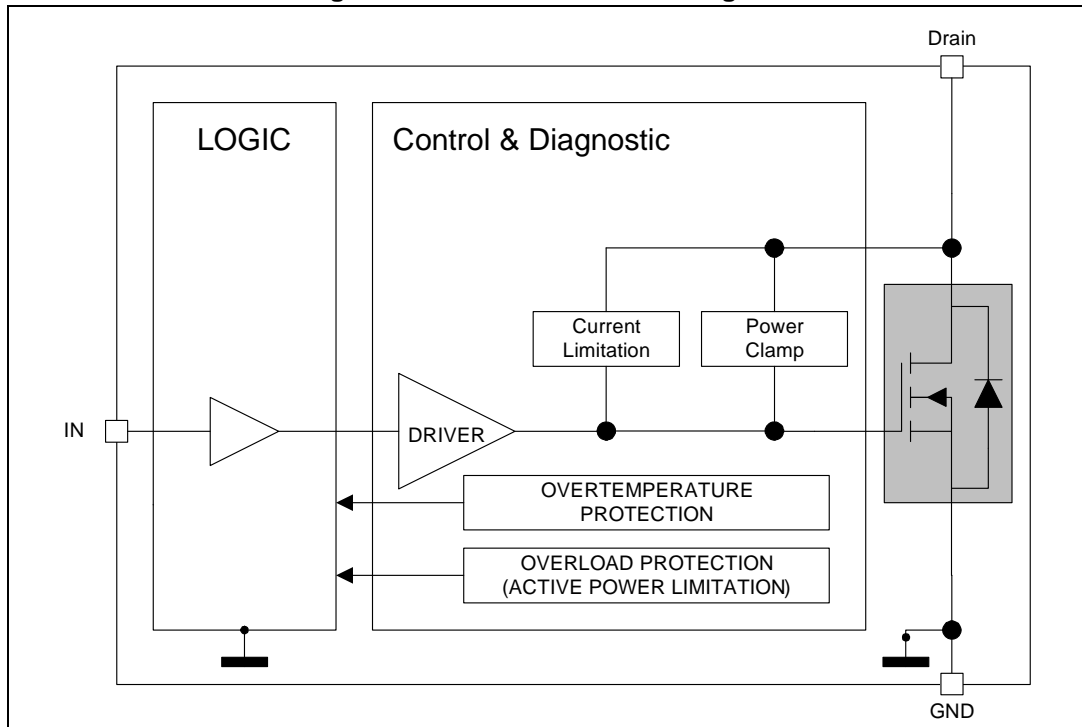 Drain
LOGIC
Control & Diagnostic
Current
Limitation
Power
Clamp
IN
DRIVER
OVERTEMPERATURE
PROTECTION
OVERLOAD PROTECTION
(ACTIVE POWER LIMITATION)
GND